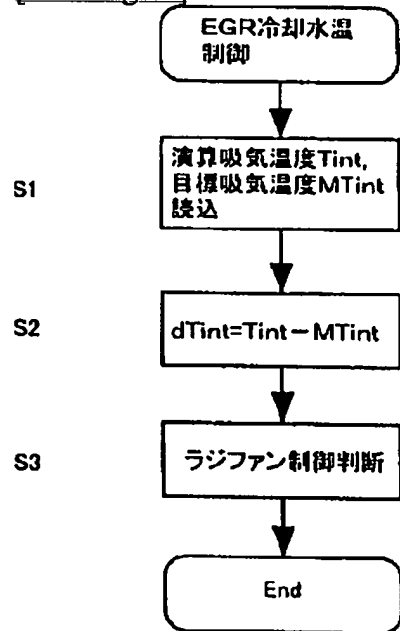 EGR冷却水温
制御
S1
演算吸気温度Tint,
目標吸気温度MTint
読込
S2
dTint=Tint−MTint
S3
ラジファン制御判断
End